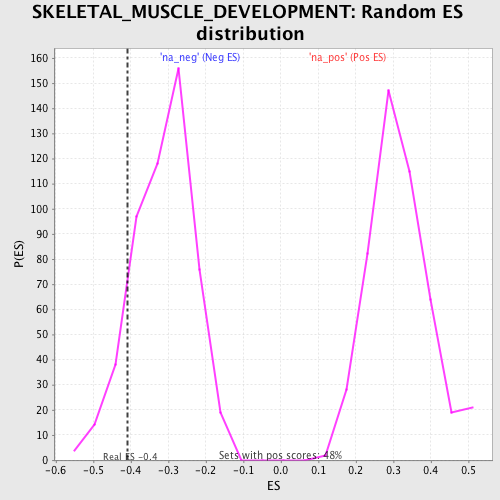 SKELETAL_MUSCLE_DEVELOPMENT: Random ES
distribution
'na_neg' (Neg ES) 'na_pos' (Pos ES)
160
150
140
130
120
110
100
90
80
70
60
50
40
30
20
10
0
P(ES)
Real ES -0.4 Sets with pos scores: 48%
-0.6 -0.5 -0.4 -0.3 -0.2 -0.1 0.0 0.1 0.2 0.3 0.4 0.5
ES